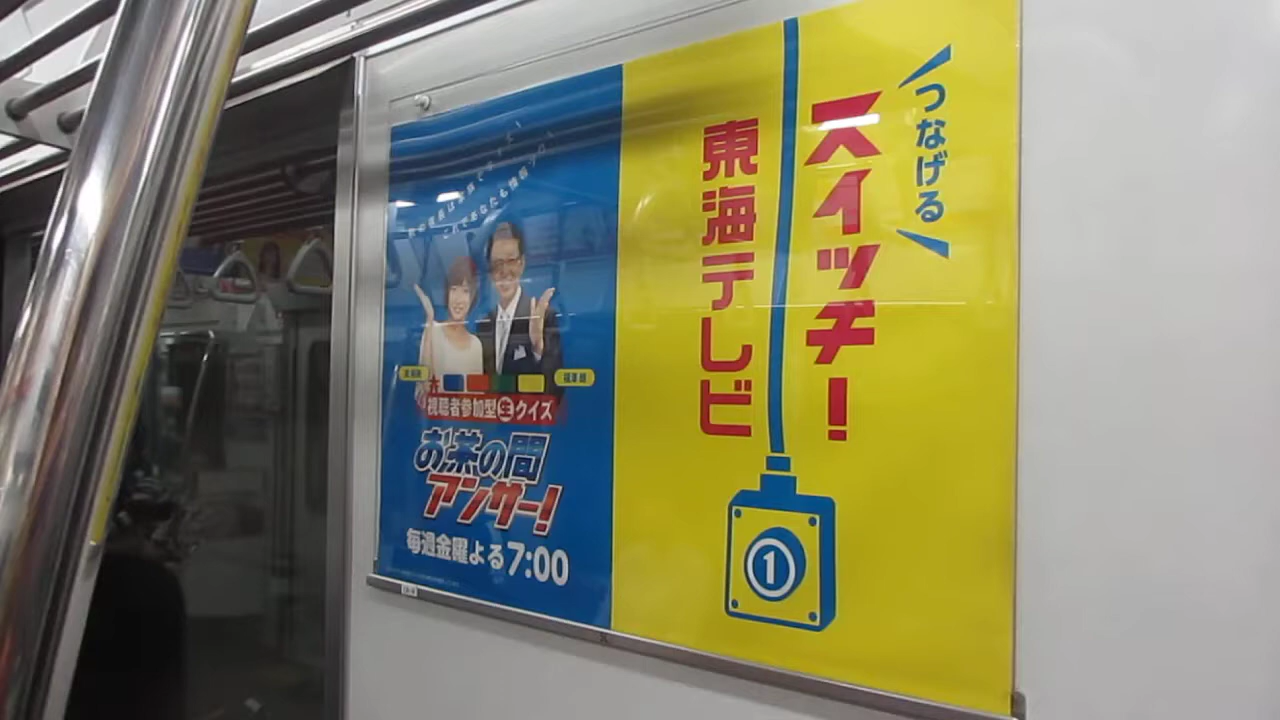 つなげる
スイッチ!
東海テレビ
1
視聴者参加型生クイズ
お茶の間
アンサー!
毎週金曜よる7:00